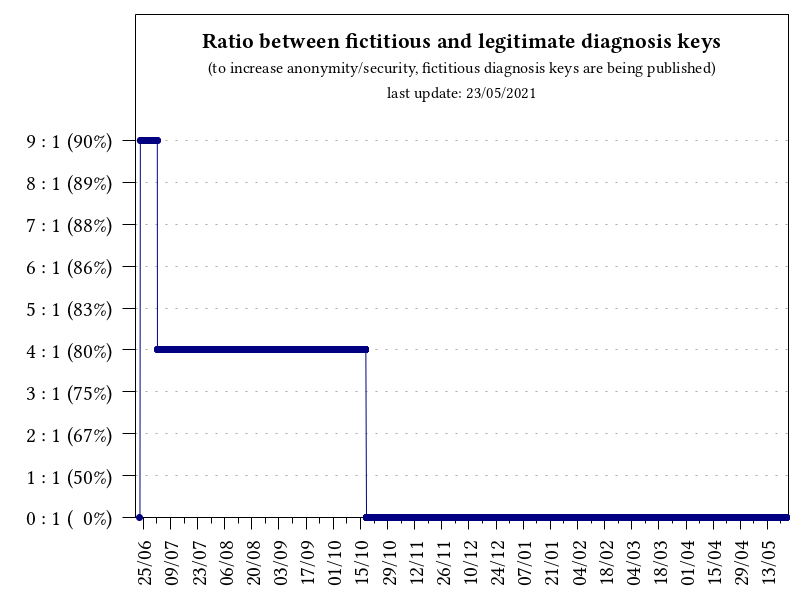 Ratio between fictitious and legitimate diagnosis keys
(to increase anonymity/security, fictitious diagnosis keys are being published)
last update: 23/05/2021
9 : 1 (90%)
8 : 1 (89%)
7 : 1 (88%)
6 : 1 (86%)
5 : 1 (83%)
4 : 1 (80%)
3 : 1 (75%)
2 : 1 (67%)
1 : 1 (50%)
0 : 1 ( 0%)
25/06
09/07
23/07
06/08
20/08
03/09
17/09
01/10
15/10
29/10
12/11
26/11
10/12
24/12
07/01
21/01
04/02
18/02
04/03
18/03
01/04
15/04
29/04
13/05